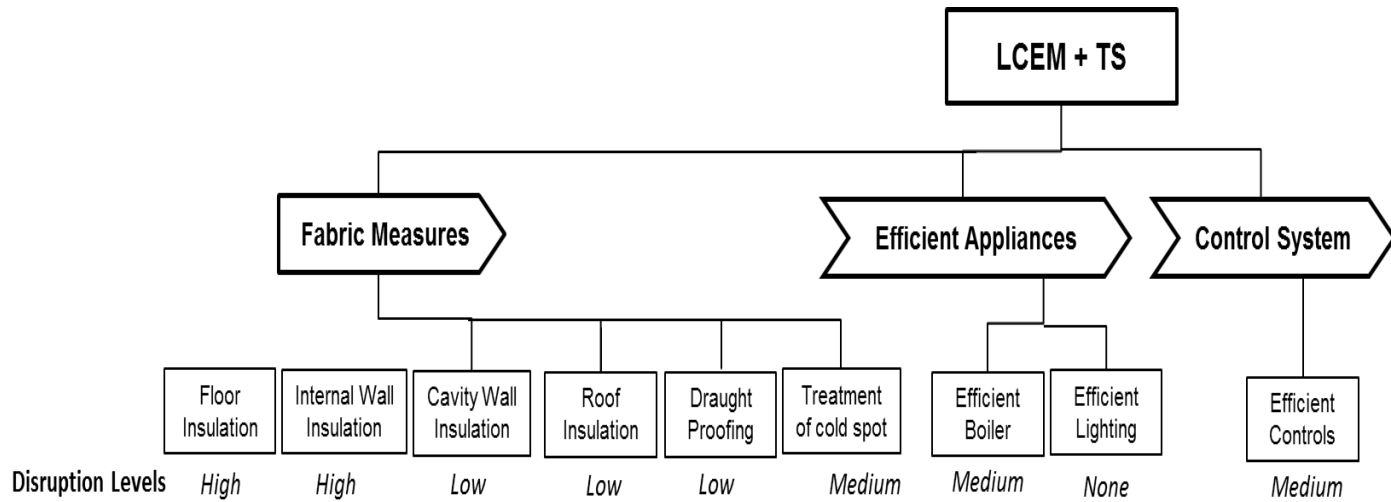 LCEM + TS
Fabric Measures
Efficient Appliances
Control System
Floor
Insulation
Internal Wall
Insulation
Cavity Wall
Insulation
Roof
Insulation
Draught
Proofing
Treatment
of cold spot
Efficient
Boiler
Efficient
Lighting
Efficient
Controls
Disruption Levels
High
High
Low
Low
Low
Medium
Medium
None
Medium